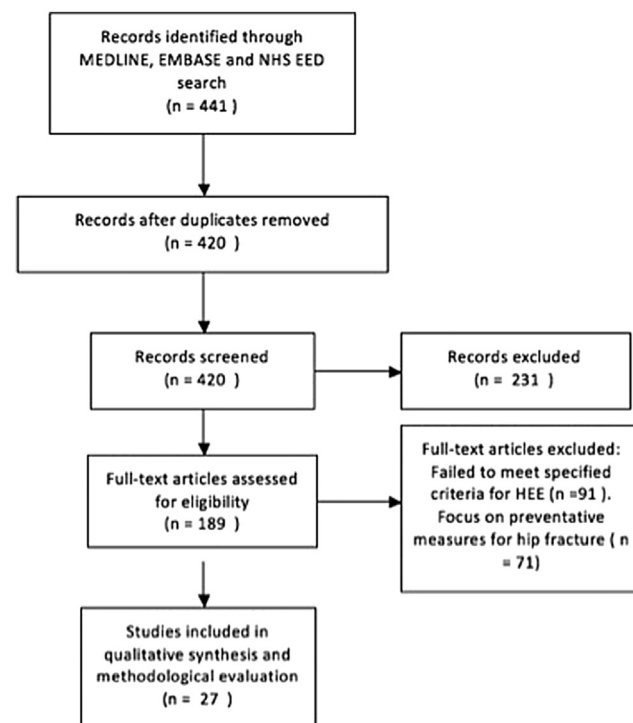 Records identified through
MEDLINE, EMBASE and NHS EED
search
(n = 441 )
Records after duplicates removed
(n = 420 )
Records screened
(n = 420 )
Records excluded
(n = 231 )
Full-text articles assessed
for eligibility
(n = 189 )
Full-text articles excluded:
Failed to meet specified
criteria for HEE (n =91 ).
Focus on preventative
measures for hip fracture ( n
= 71)
Studies included in
qualitative synthesis and
methodological evaluation
(n = 27 )